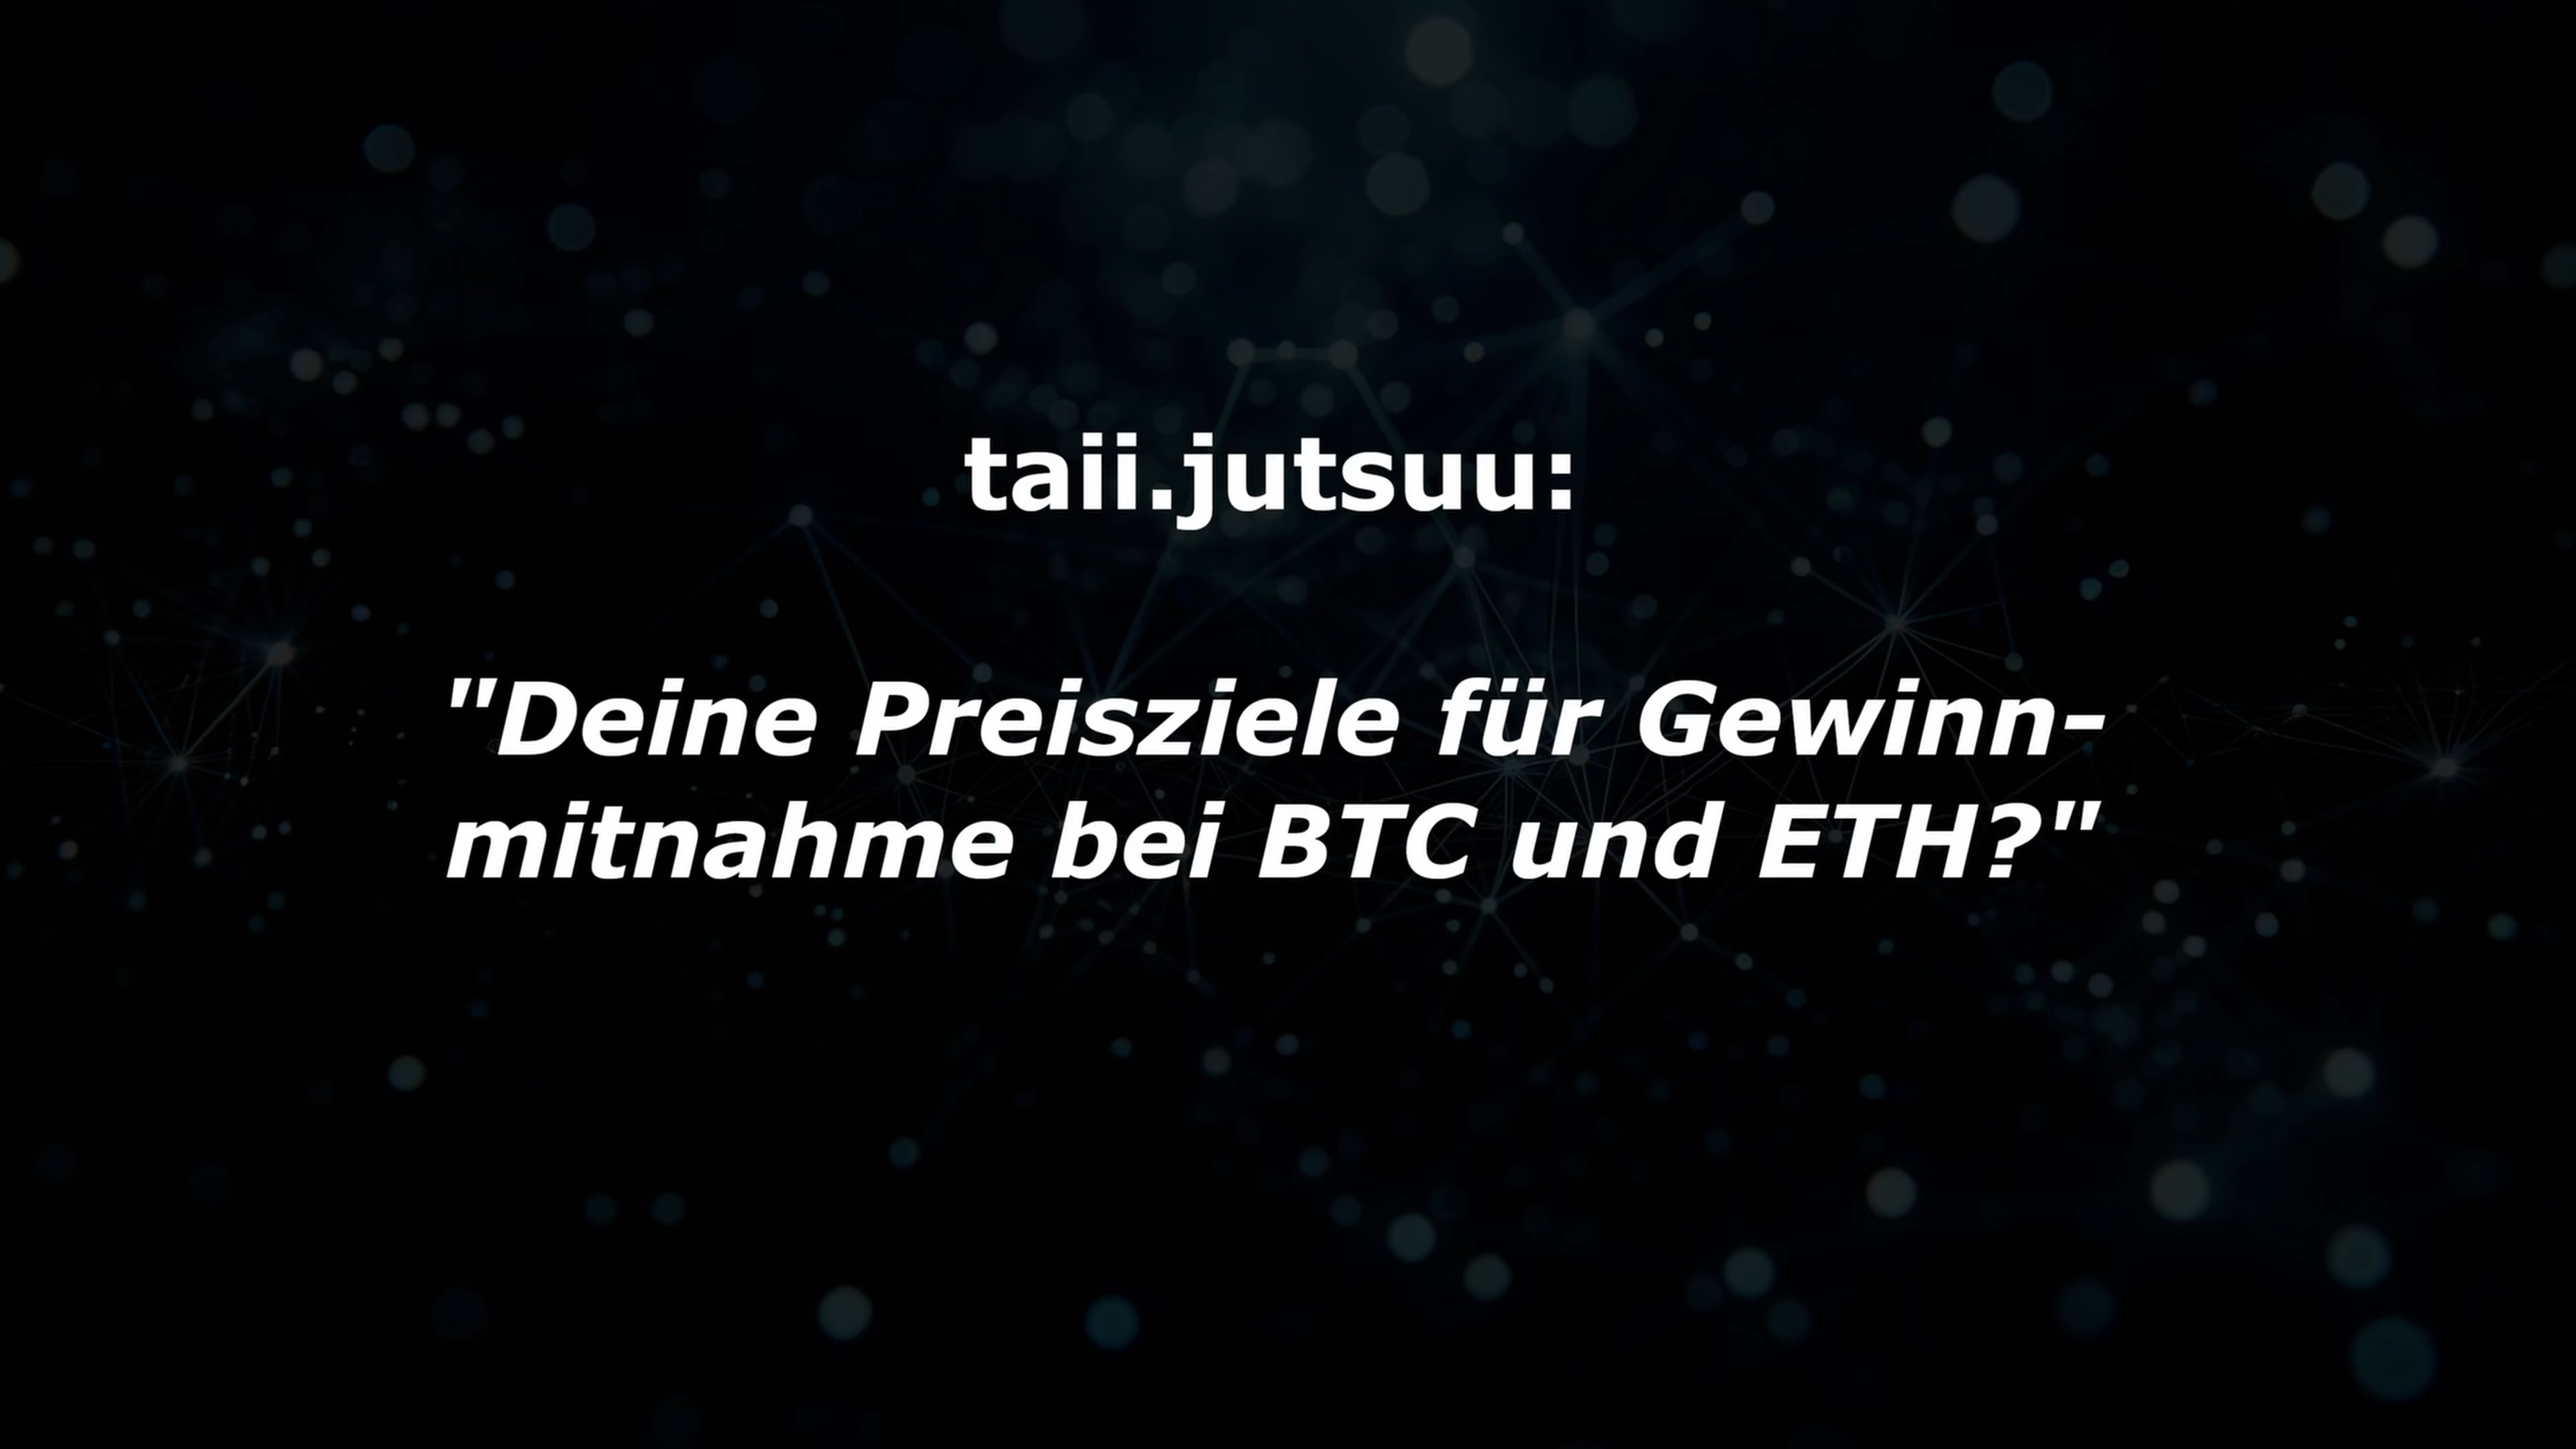 taii.jutsuu:
"Deine Preisziele für Gewinn-
mitnahme bei BTC und ETH?"